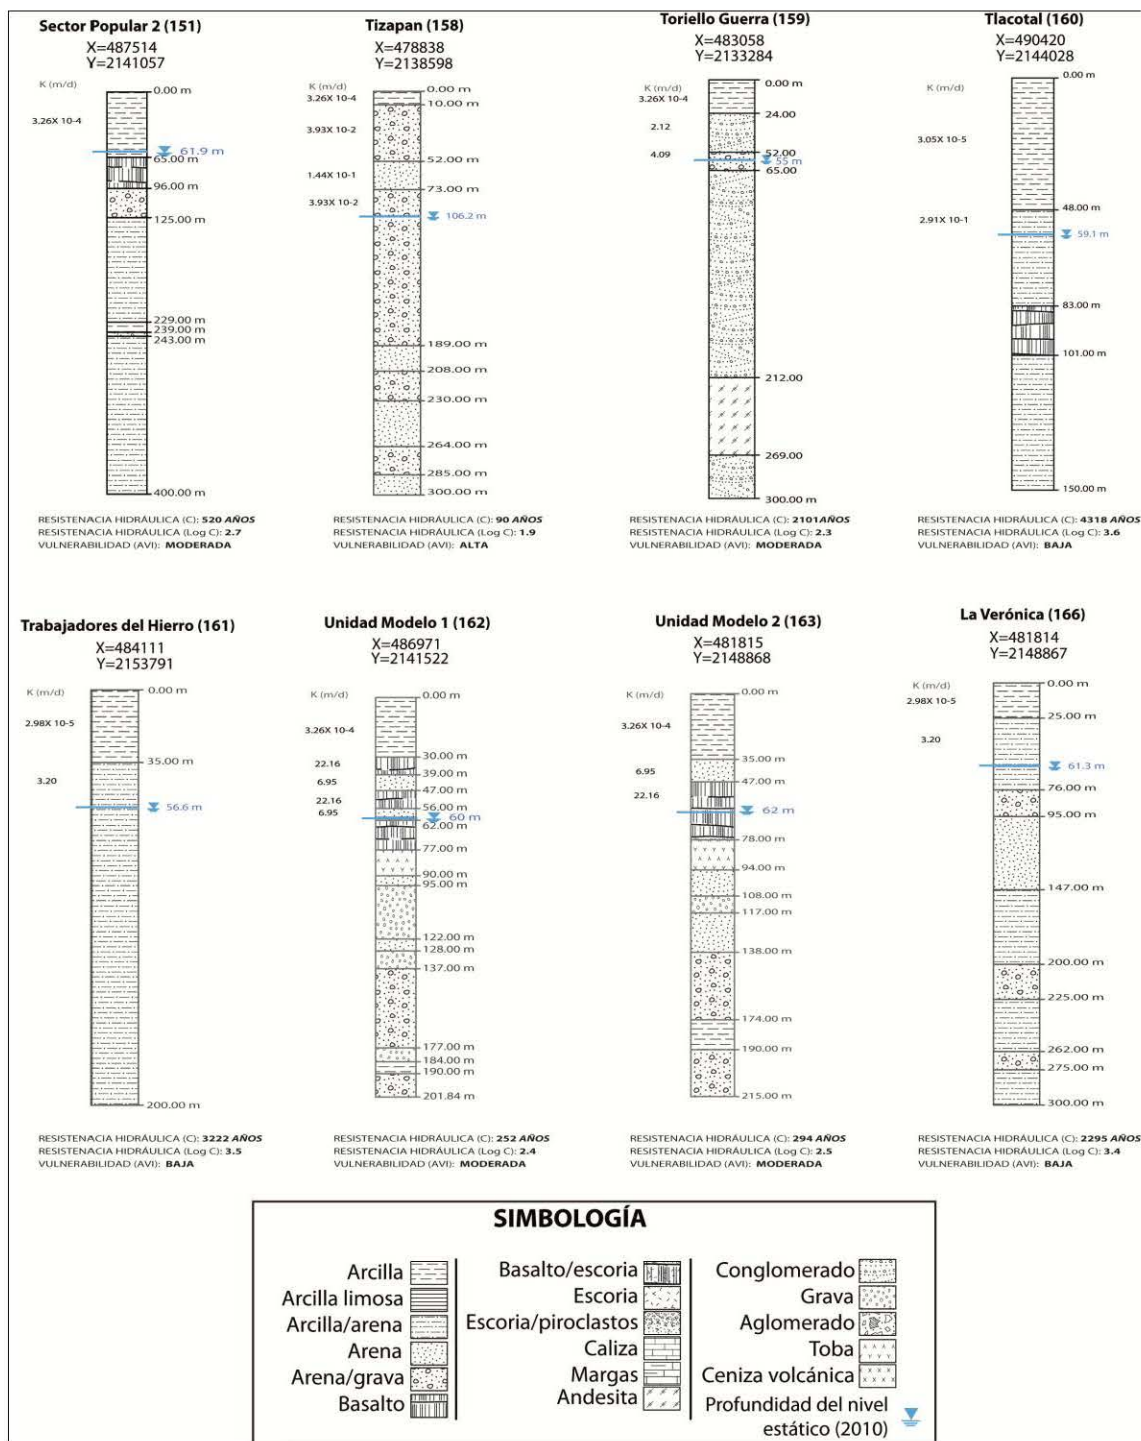 Sector Popular 2 (151)
X=487514
Y=2141057
K (m/d)
0.00 m
3.26X 10-4
61.9 m
65.00 m
96.00 m
125.00 m
229.00 m
239.00 m
243.00 m
400.00 m
RESISTENACIA HIDRÁULICA (C): 520 AÑOS
RESISTENACIA HIDRÁULICA (Log C): 2.7
VULNERABILIDAD (AVI): MODERADA
Tizapan (158)
X=478838
Y=2138598
K (m/d)
0.00 m
3.26X 10-4
10.00 m
3.93X 10-2
52.00 m
1.44X 10-1
73.00 m
3.93X 10-2
106.2 m
189.00 m
208.00 m
230.00 m
264.00 m
285.00 m
300.00 m
RESISTENACIA HIDRÁULICA (C): 90 AÑOS
RESISTENACIA HIDRÁULICA (Log C): 1.9
VULNERABILIDAD (AVI): ALTA
Toriello Guerra (159)
X=483058
Y=2133284
K (m/d)
0.00 m
3.26X 10-4
24.00
2.12
52.00
4.09
55 m
65.00
212.00
269.00
300.00 m
RESISTENACIA HIDRÁULICA (C): 2101AÑOS
RESISTENACIA HIDRÁULICA (Log C): 2.3
VULNERABILIDAD (AVI): MODERADA
Tlacotal (160)
X=490420
Y=2144028
0.00 m
K (m/d)
3.05X 10-5
48.00 m
2.91X 10-1
59.1 m
83.00 m
101.00 m
150.00 m
RESISTENACIA HIDRÁULICA (C): 4318 AÑOS
RESISTENACIA HIDRÁULICA (Log C): 3.6
VULNERABILIDAD (AVI): BAJA
Trabajadores del Hierro (161)
X=484111
Y=2153791
K (m/d)
0.00 m
2.98X 10-5
35.00 m
3.20
56.6 m
200.00 m
RESISTENACIA HIDRÁULICA (C): 3222 AÑOS
RESISTENACIA HIDRÁULICA (Log C): 3.5
VULNERABILIDAD (AVI): BAJA
Unidad Modelo 1 (162)
X=486971
Y=2141522
K (m/d)
0.00 m
3.26X 10-4
30.00 m
22.16
39.00 m
6.95
47.00 m
22.16
56.00 m
6.95
60 m
62.00 m
77.00 m
90.00 m
95.00 m
122.00 m
128.00 m
137.00 m
177.00 m
184.00 m
190.00 m
201.84 m
RESISTENACIA HIDRÁULICA (C): 252 AÑOS
RESISTENACIA HIDRÁULICA (Log C): 2.4
VULNERABILIDAD (AVI): MODERADA
Unidad Modelo 2 (163)
X=481815
Y=2148868
K (m/d)
0.00 m
3.26X 10-4
35.00 m
6.95
47.00 m
22.16
62 m
78.00 m
94.00 m
108.00 m
117.00 m
138.00 m
174.00 m
190.00 m
215.00 m
RESISTENACIA HIDRÁULICA (C): 294 AÑOS
RESISTENACIA HIDRÁULICA (Log C): 2.5
VULNERABILIDAD (AVI): MODERADA
La Verónica (166)
X=481814
Y=2148867
0.00 m
K (m/d)
2.98X 10-5
25.00 m
3.20
61.3 m
76.00 m
95.00 m
147.00 m
200.00 m
225.00 m
262.00 m
275.00 m
300.00 m
RESISTENACIA HIDRÁULICA (C): 2295 AÑOS
RESISTENACIA HIDRÁULICA (Log C): 3.4
VULNERABILIDAD (AVI): BAJA
SIMBOLOGÍA
Arcilla
Arcilla limosa
Arcilla/arena
Arena
Arena/grava
Basalto
Basalto/escoria
Escoria
Escoria/piroclastos
Caliza
Margas
Andesita
Conglomerado
Grava
Aglomerado
Toba
Ceniza volcánica
Profundidad del nivel
estático (2010)